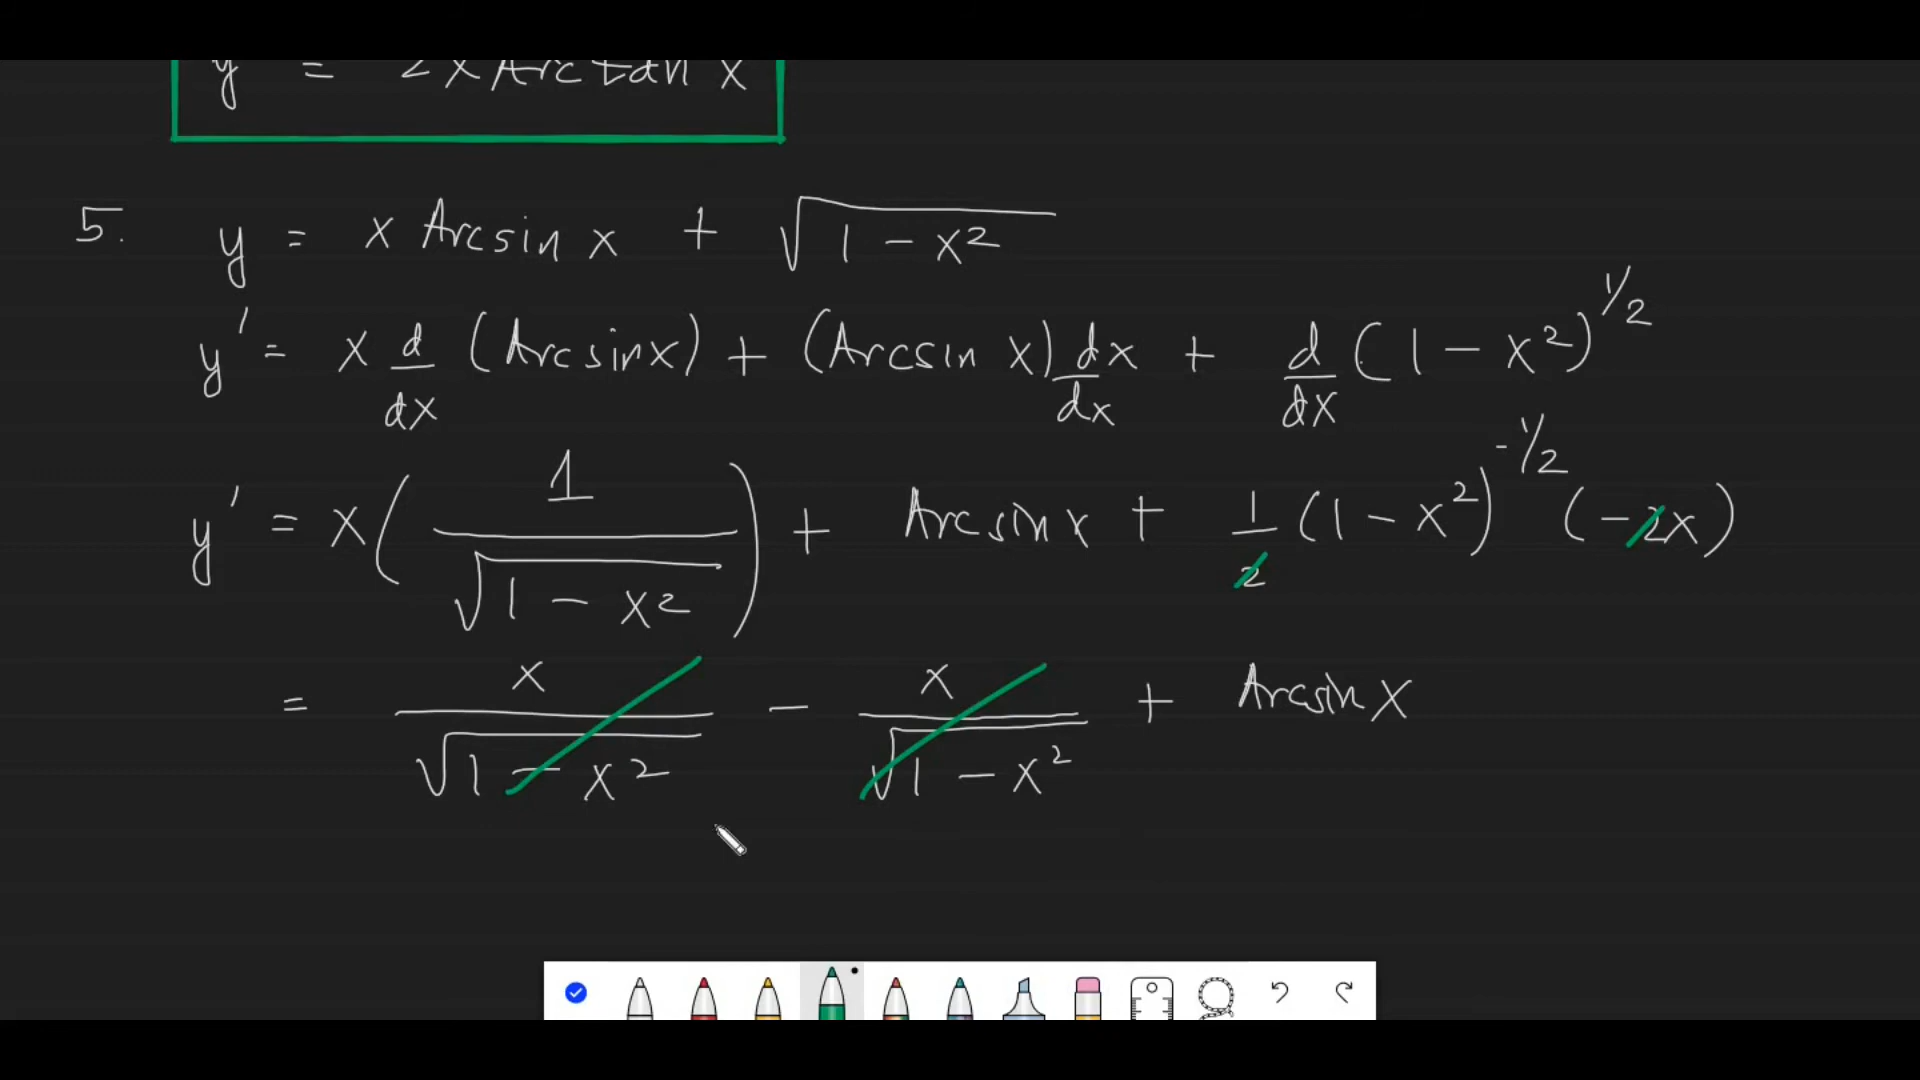 y = 2x Arctan x
5. y = x Arcsin x + √(1 - x²)
y' = x d/dx (Arcsin x) + (Arcsin x) dx/dx + d/dx (1 - x²)^1/2
y' = x (1/√(1 - x²)) + Arcsin x + 1/2 (1 - x²)^-1/2 (-2x)
= x/√(1 - x²) - x/√(1 - x²) + Arcsin x